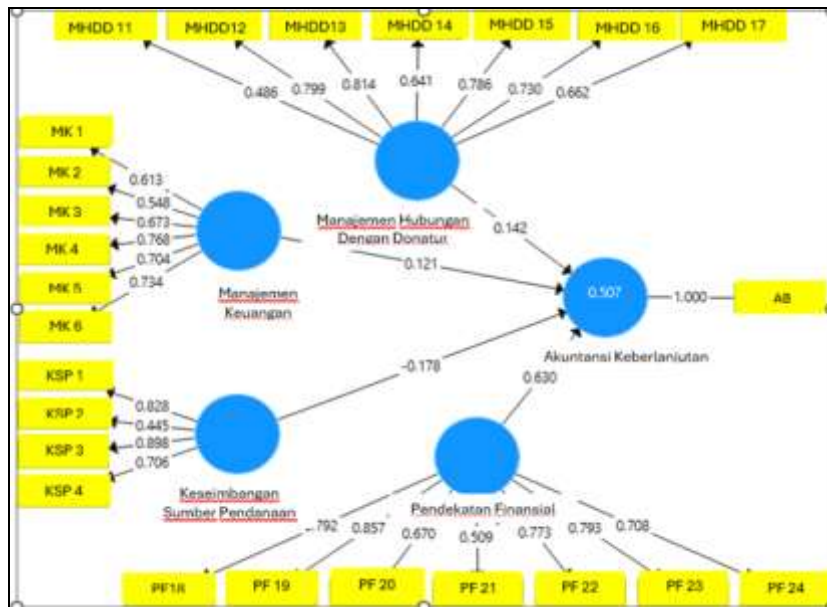 MHDD 11 MHDD12 MHDD13 MHDD 14 MHDD 15 MHDD 16 MHDD 17
0.486 0.799 0.814 0.641 0.786 0.730 0.662
MK 1
MK 2
MK 3
MK 4
MK 5
MK 6
0.613
0.548
0.673
0.768
0.704
0.734
Manajemen Hubungan
Dengan Donatur
0.142
0.121
Manajemen
Keuangan
0.507
1.000
AB
Akuntansi Keberlanjutan
-0.178
0.630
KSP 1
KSP 2
KSP 3
KSP 4
0.828
0.445
0.898
0.706
Keseimbangan
Sumber Pendanaan
Pendekatan Finansial
.792 0.857 0.670 0.509 0.773 0.793 0.708
PF18 PF 19 PF 20 PF 21 PF 22 PF 23 PF 24